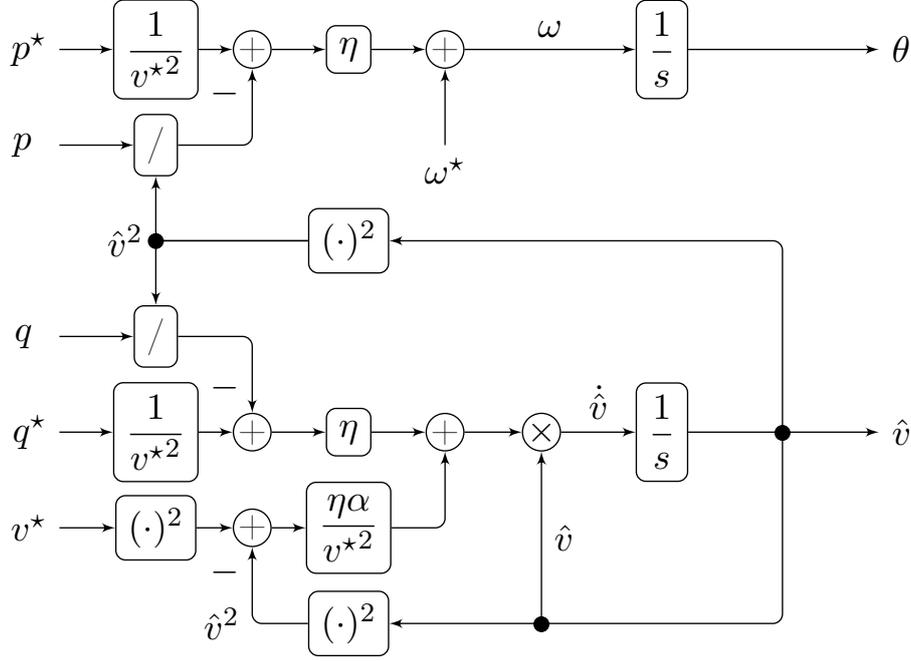 p⋆ 1/v⋆2 + η + ω 1/s θ
−
p /
ω⋆
v̂2 (·)2
q /
−
q⋆ 1/v⋆2 + η + × v̂̇ 1/s v̂
v⋆ (·)2 + ηα/v⋆2 v̂
−
v̂2 (·)2